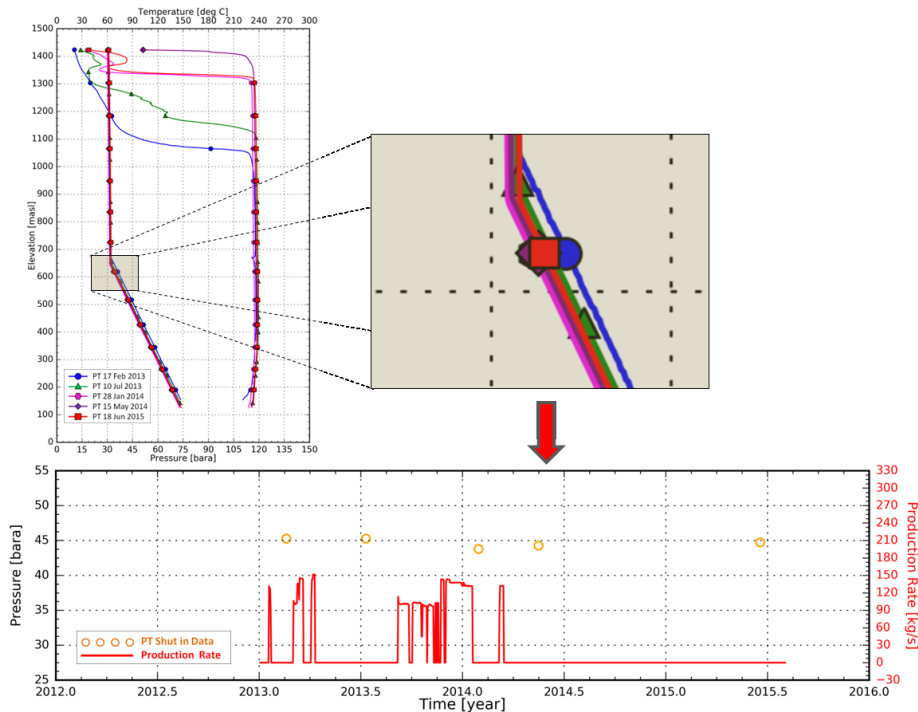 Temperature [deg C]
0 30 60 90 120 150 180 210 240 270 300
1500
1400
1300
1200
1100
1000
900
800
700
600
500
400
300
200
100
0
Elevation [masl]
PT 17 Feb 2013
PT 10 Jul 2013
PT 28 Jan 2014
PT 15 May 2014
PT 18 Jun 2015
0 15 30 45 60 75 90 105 120 135 150
Pressure [bara]
55
50
45
40
35
30
25
Pressure [bara]
330
300
270
240
210
180
150
120
90
60
30
0
−30
Production Rate [kg/s]
PT Shut in Data
Production Rate
2012.0 2012.5 2013.0 2013.5 2014.0 2014.5 2015.0 2015.5 2016.0
Time [year]